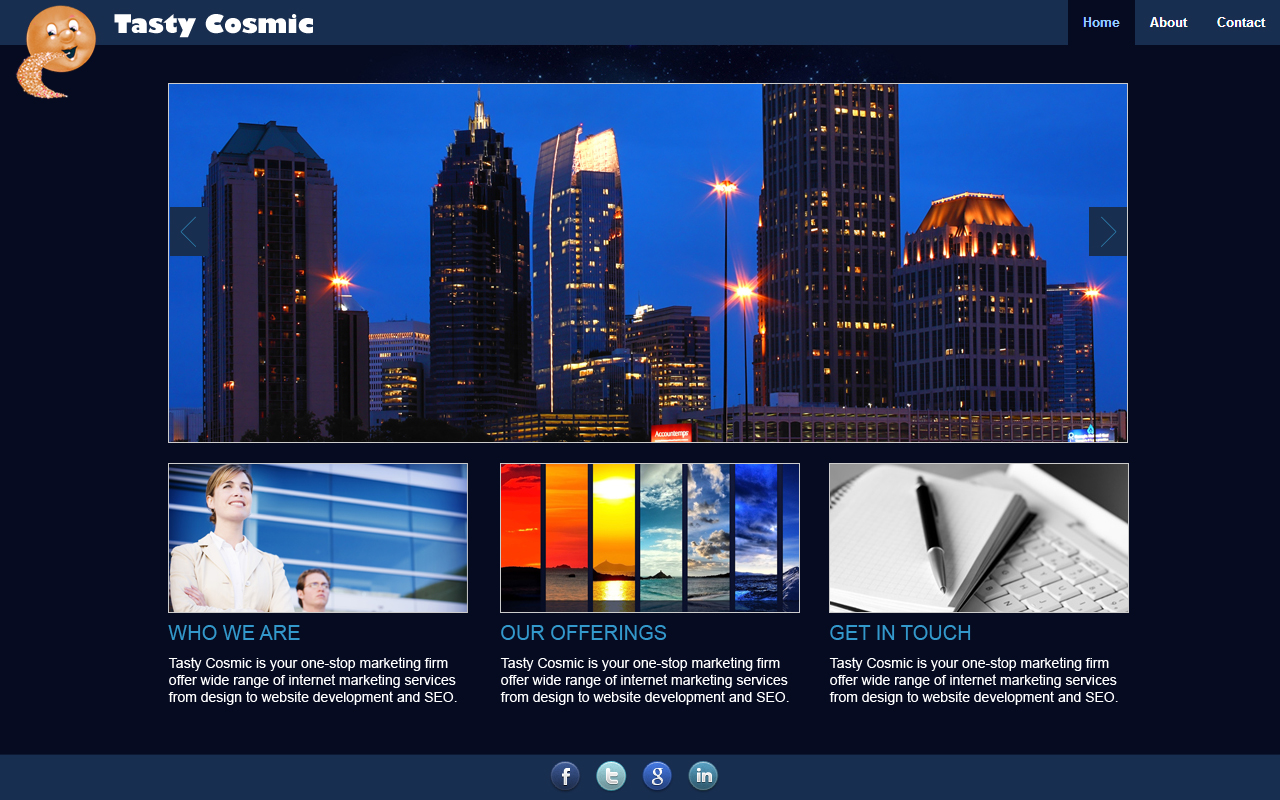 Tasty Cosmic
Home About Contact
Accountemps
WHO WE ARE
Tasty Cosmic is your one-stop marketing firm
offer wide range of internet marketing services
from design to website development and SEO.
OUR OFFERINGS
Tasty Cosmic is your one-stop marketing firm
offer wide range of internet marketing services
from design to website development and SEO.
GET IN TOUCH
Tasty Cosmic is your one-stop marketing firm
offer wide range of internet marketing services
from design to website development and SEO.
f t g in